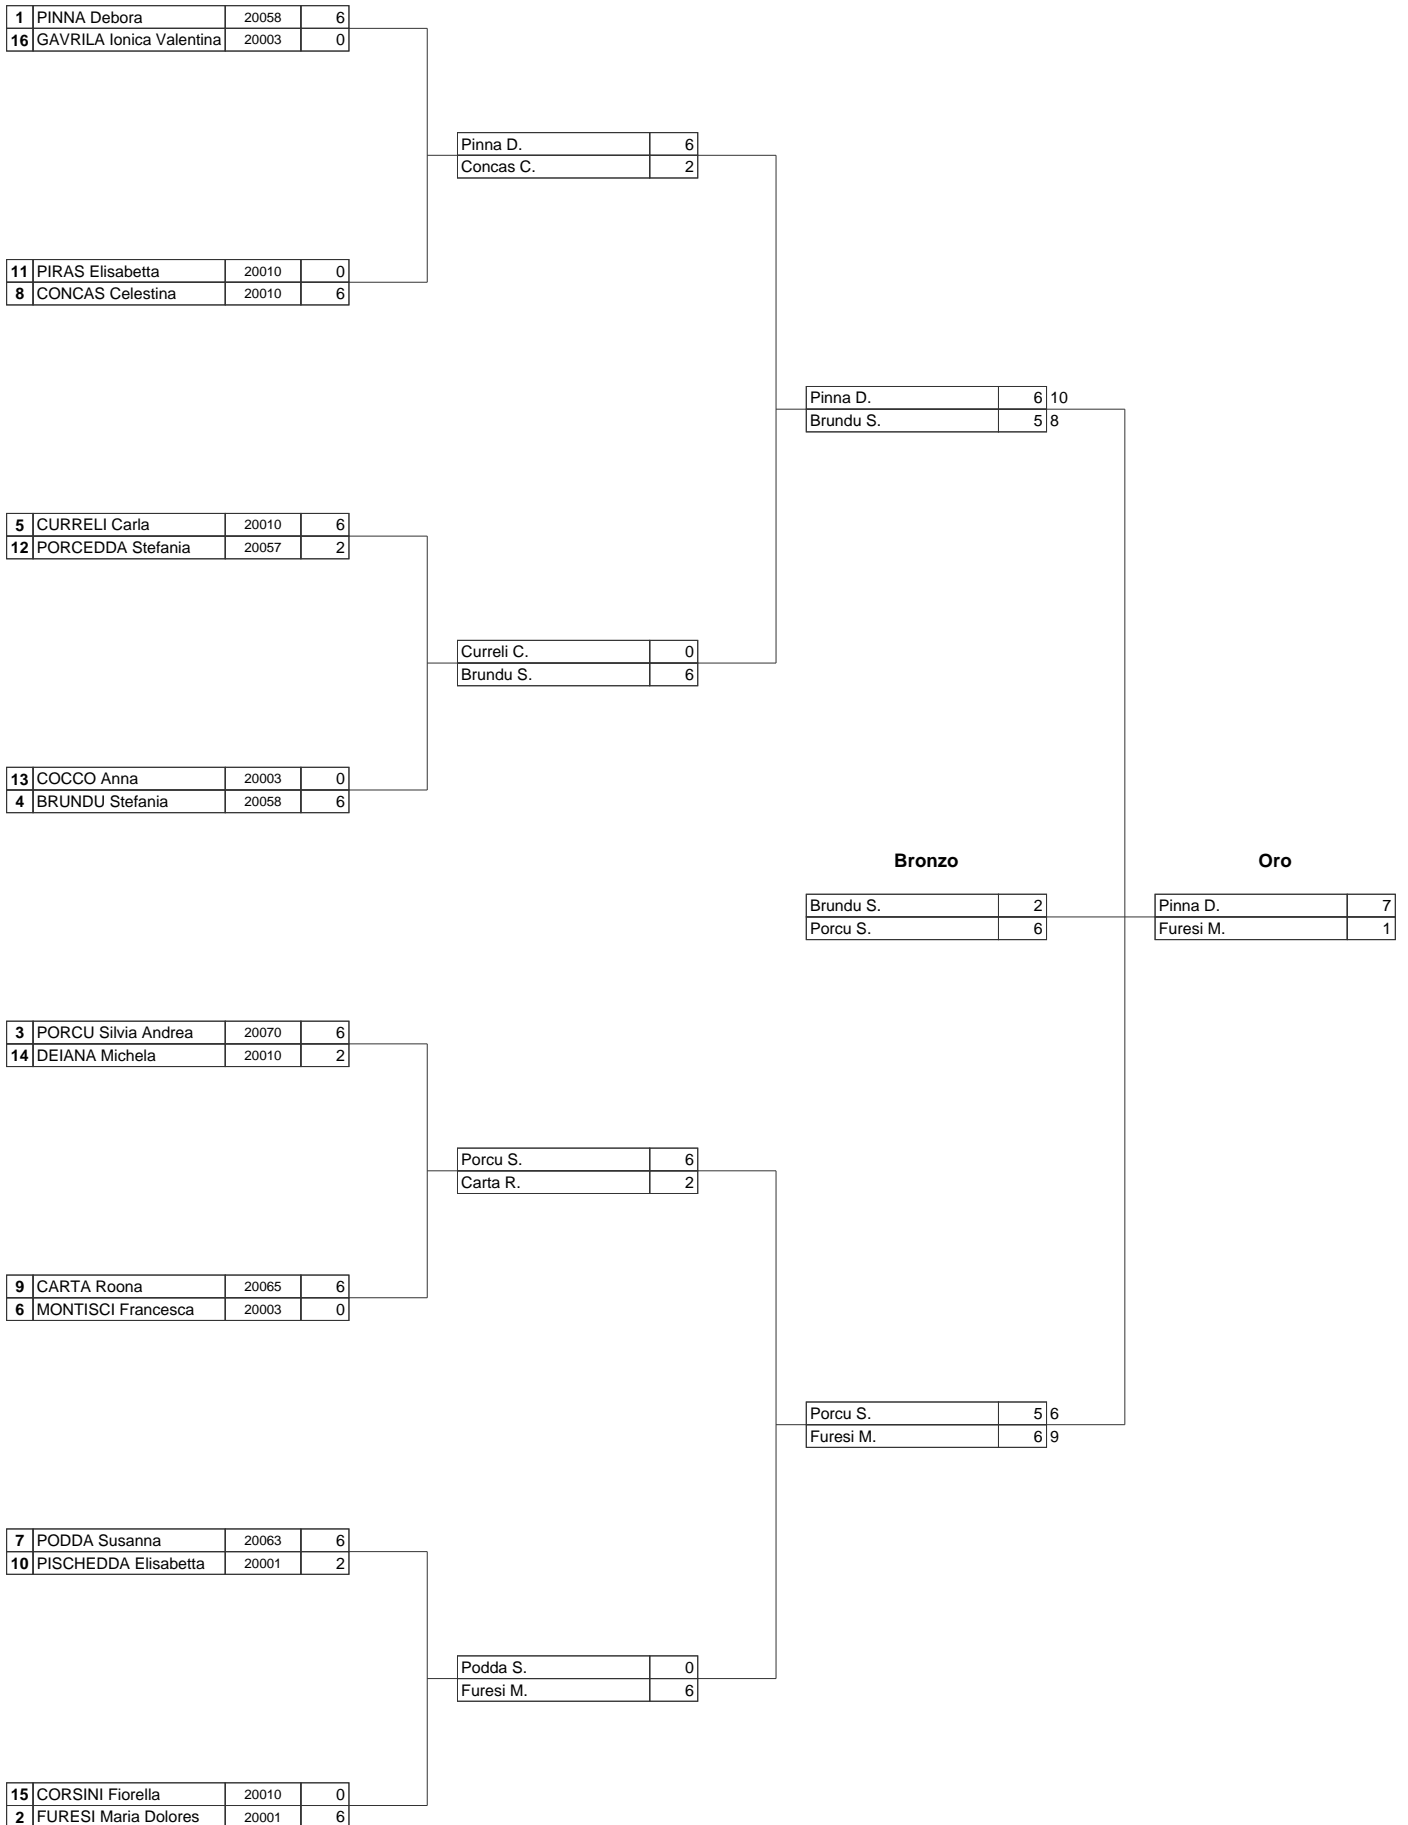 1 PINNA Debora 20058 6
16 GAVRILA Ionica Valentina 20003 0
Pinna D. 6
Concas C. 2
11 PIRAS Elisabetta 20010 0
8 CONCAS Celestina 20010 6
Pinna D. 6 10
Brundu S. 5 8
5 CURRELI Carla 20010 6
12 PORCEDDA Stefania 20057 2
Curreli C. 0
Brundu S. 6
13 COCCO Anna 20003 0
4 BRUNDU Stefania 20058 6
Bronzo Oro
Brundu S. 2 Pinna D. 7
Porcu S. 6 Furesi M. 1
3 PORCU Silvia Andrea 20070 6
14 DEIANA Michela 20010 2
Porcu S. 6
Carta R. 2
9 CARTA Roona 20065 6
6 MONTISCI Francesca 20003 0
Porcu S. 5 6
Furesi M. 6 9
7 PODDA Susanna 20063 6
10 PISCHEDDA Elisabetta 20001 2
Podda S. 0
Furesi M. 6
15 CORSINI Fiorella 20010 0
2 FURESI Maria Dolores 20001 6